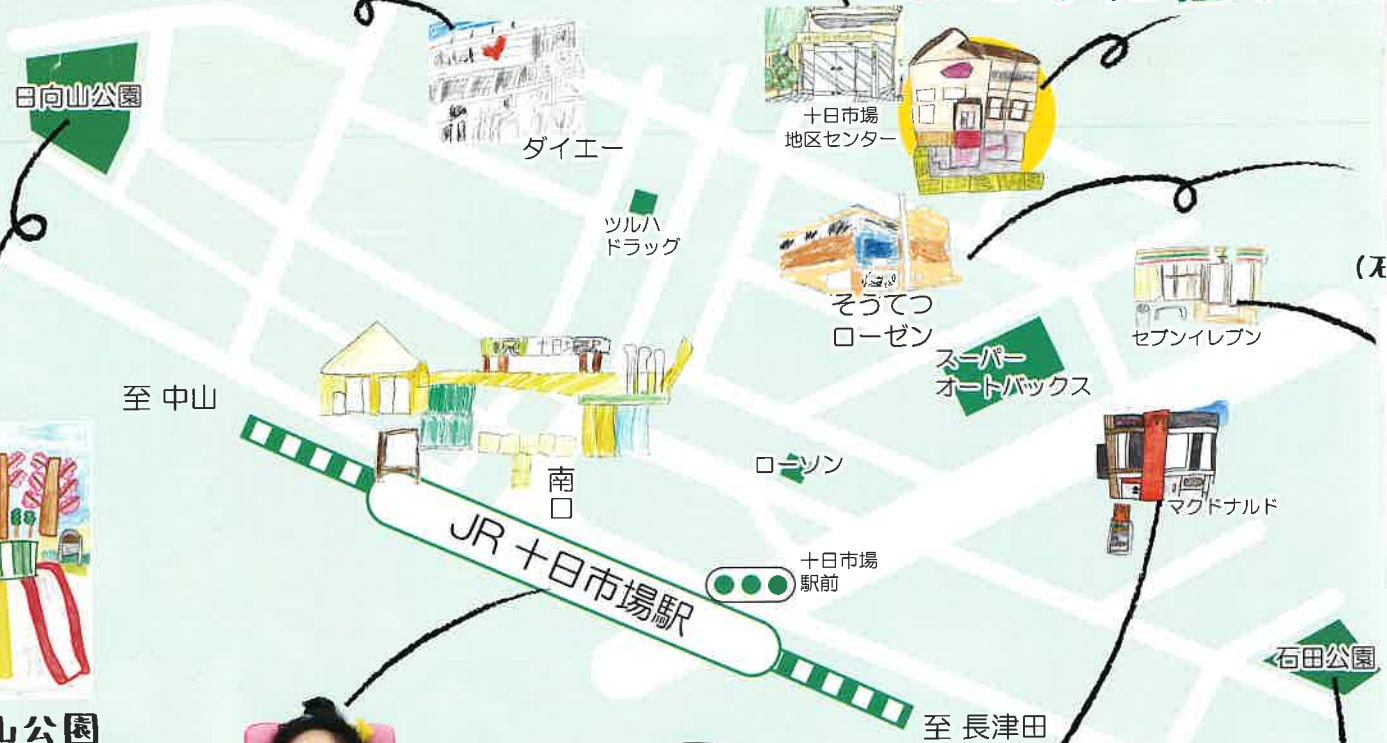 日向山公園
ダイエー
十日市場
地区センター
ツルハ
ドラッグ
そうてつ
ローゼン
セブンイレブン
スーパー
オートバックス
至 中山
南口
ローソン
マクドナルド
JR 十日市場駅
十日市場
駅前
石田公園
山公園
至 長津田